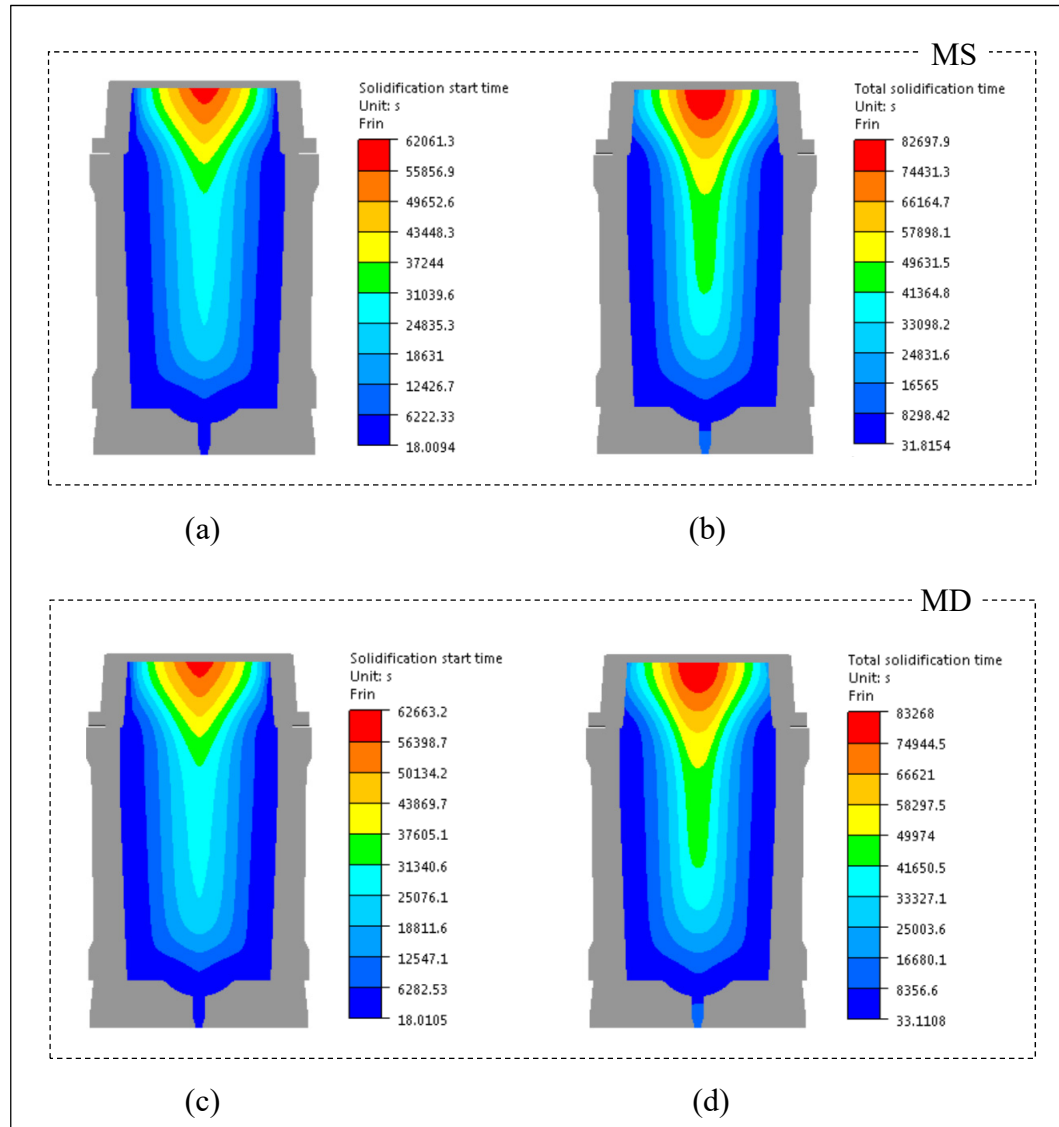 MS
Solidification start time
Unit: s
Frin
62061.3
55856.9
49652.6
43448.3
37244
31039.6
24835.3
18631
12426.7
6222.33
18.0094
Total solidification time
Unit: s
Frin
82697.9
74431.3
66164.7
57898.1
49631.5
41364.8
33098.2
24831.6
16565
8298.42
31.8154
(a)
(b)
MD
Solidification start time
Unit: s
Frin
62663.2
56398.7
50134.2
43869.7
37605.1
31340.6
25076.1
18811.6
12547.1
6282.53
18.0105
Total solidification time
Unit: s
Frin
83268
74944.5
66621
58297.5
49974
41650.5
33327.1
25003.6
16680.1
8356.6
33.1108
(c)
(d)